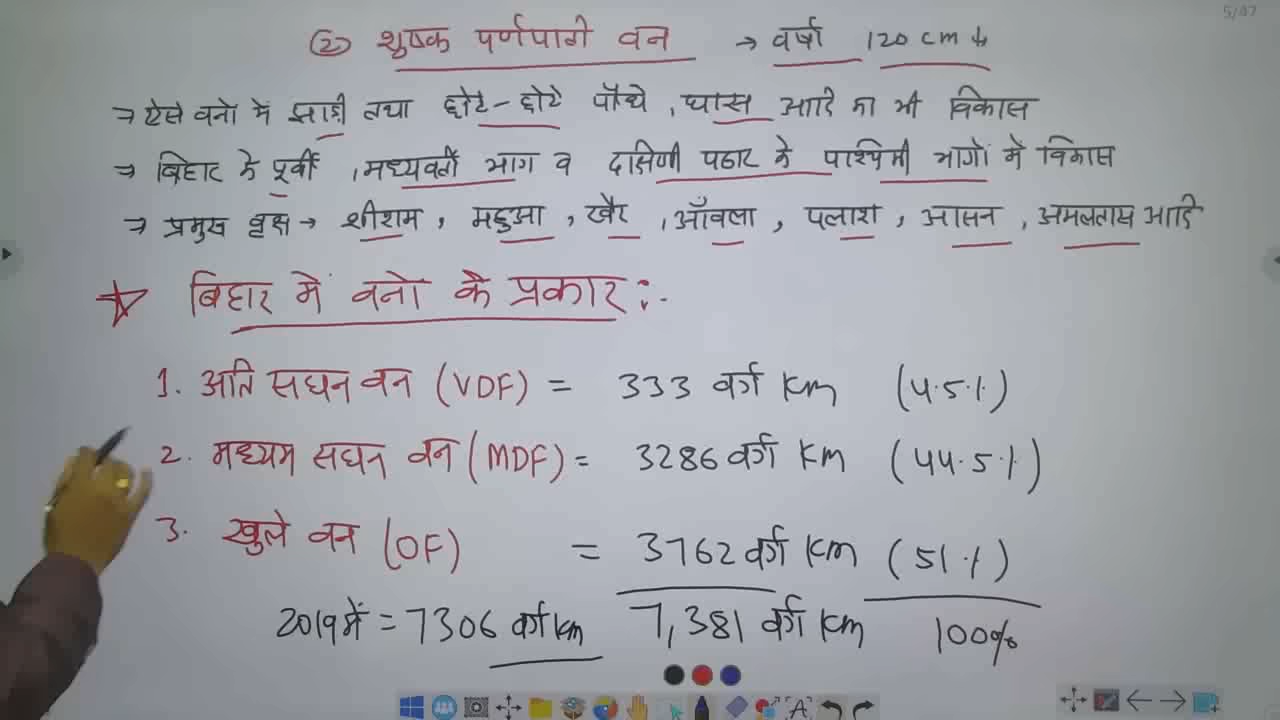 5/47
② शुष्क पर्णपाती वन → वर्षा 120 cm ↓
→ ऐसे वनो मे झाड़ी तथा छोटे-छोटे पौधे, घास आदि का भी विकास
→ बिहार के पूर्वी, मध्यवर्ती भाग व दक्षिणी पठार के पश्चिमी भागों मे विकास
→ प्रमुख वृक्ष → शीशम, महुआ, खैर, आँवला, पलाश, आसन, अमलतास आदि
★ बिहार में वनो के प्रकार :-
1. अति सघन वन (VDF) = 333 वर्ग Km (4.5%)
2. मध्यम सघन वन (MDF) = 3286 वर्ग Km (44.5%)
3. खुले वन (OF) = 3762 वर्ग Km (51%)
2019 में = 7306 वर्ग km 7,381 वर्ग Km 100%